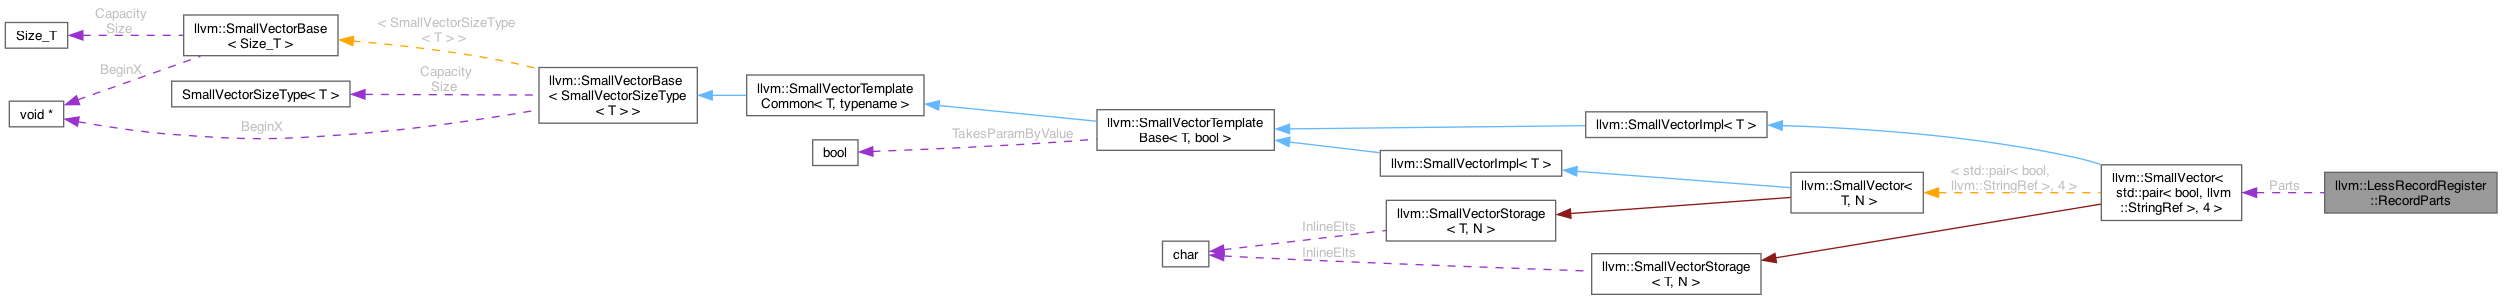 Size_T
Capacity
Size
llvm::SmallVectorBase
< Size_T >
BeginX
void *
SmallVectorSizeType< T >
< SmallVectorSizeType
< T > >
Capacity
Size
BeginX
llvm::SmallVectorBase
< SmallVectorSizeType
< T > >
llvm::SmallVectorTemplate
Common< T, typename >
bool
TakesParamByValue
llvm::SmallVectorTemplate
Base< T, bool >
llvm::SmallVectorImpl< T >
llvm::SmallVectorImpl< T >
char
InlineElts
InlineElts
llvm::SmallVectorStorage
< T, N >
llvm::SmallVectorStorage
< T, N >
llvm::SmallVector<
T, N >
< std::pair< bool,
llvm::StringRef >, 4 >
llvm::SmallVector<
std::pair< bool, llvm
::StringRef >, 4 >
Parts
llvm::LessRecordRegister
::RecordParts